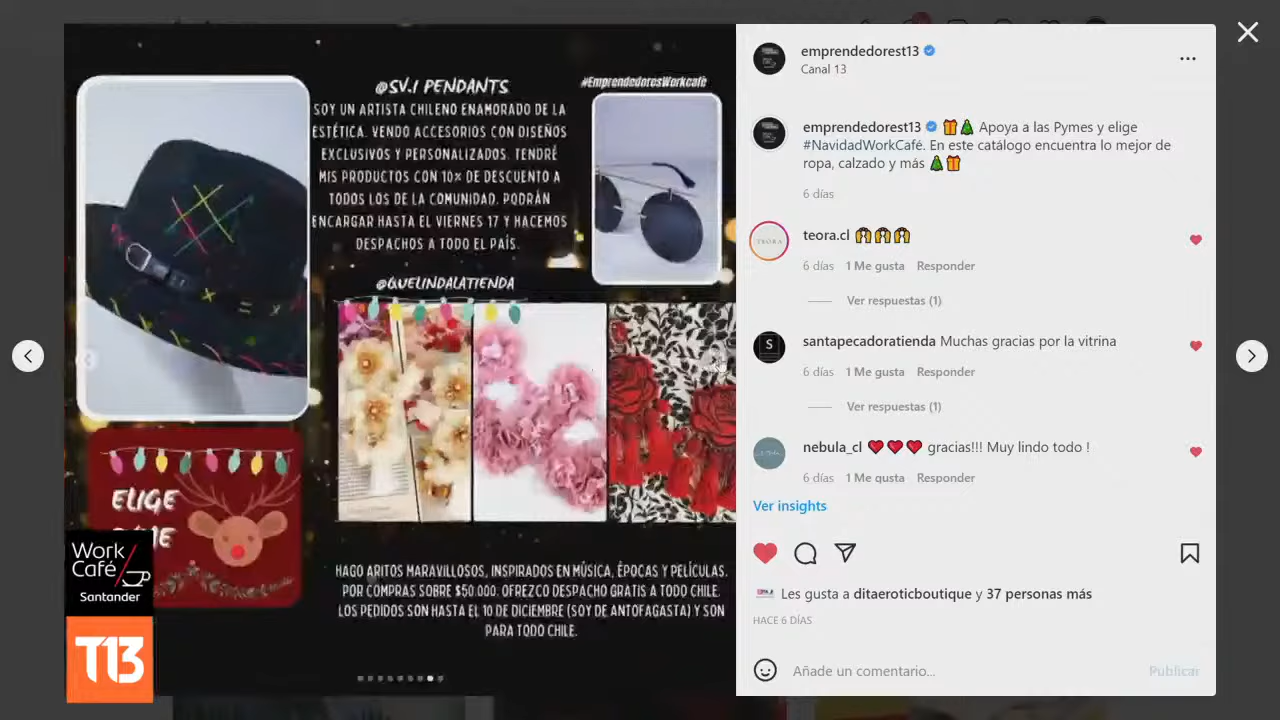 @SV.I PENDANTS
SOY UN ARTISTA CHILENO ENAMORADO DE LA
ESTÉTICA. VENDO ACCESORIOS CON DISEÑOS
EXCLUSIVOS Y PERSONALIZADOS. TENDRÉ
MIS PRODUCTOS CON 10% DE DESCUENTO A
TODOS LOS DE LA COMUNIDAD. PODRÁN
ENCARGAR HASTA EL VIERNES 17 Y HACEMOS
DESPACHOS A TODO EL PAÍS.
#EmprendedoresWorkcafe
@QUELINDALATIENDA
ELIGE
HAGO ARITOS MARAVILLOSOS, INSPIRADOS EN MÚSICA, ÉPOCAS Y PELÍCULAS.
POR COMPRAS SOBRE $50.000. OFREZCO DESPACHO GRATIS A TODO CHILE.
LOS PEDIDOS SON HASTA EL 10 DE DICIEMBRE (SOY DE ANTOFAGASTA) Y SON
PARA TODO CHILE.
Work
Café
Santander
T13
emprendedorest13
Canal 13
emprendedorest13 Apoya a las Pymes y elige
#NavidadWorkCafé. En este catálogo encuentra lo mejor de
ropa, calzado y más
6 días
TEORA
teora.cl
6 días 1 Me gusta Responder
Ver respuestas (1)
S
santapecadoratienda Muchas gracias por la vitrina
6 días 1 Me gusta Responder
Ver respuestas (1)
nebula_cl gracias!!! Muy lindo todo !
6 días 1 Me gusta Responder
Ver insights
Les gusta a ditaeroticboutique y 37 personas más
HACE 6 DÍAS
Añade un comentario...
Publicar